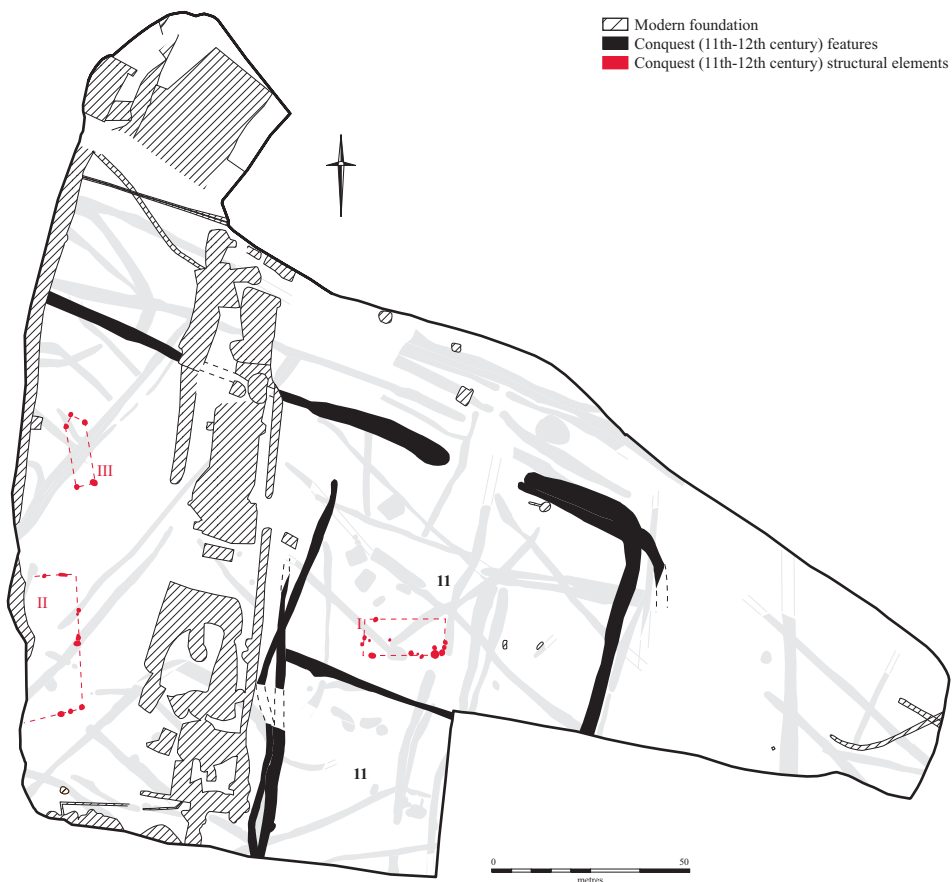 Modern foundation
Conquest (11th-12th century) features
Conquest (11th-12th century) structural elements
III
11
II
I
11
0 50
metres